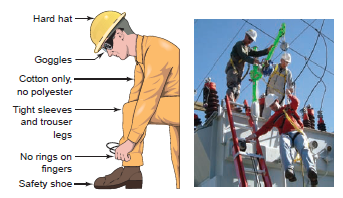 Hard hat
Goggles
Cotton only,
no polyester
Tight sleeves
and trouser
legs
No rings on
fingers
Safety shoe